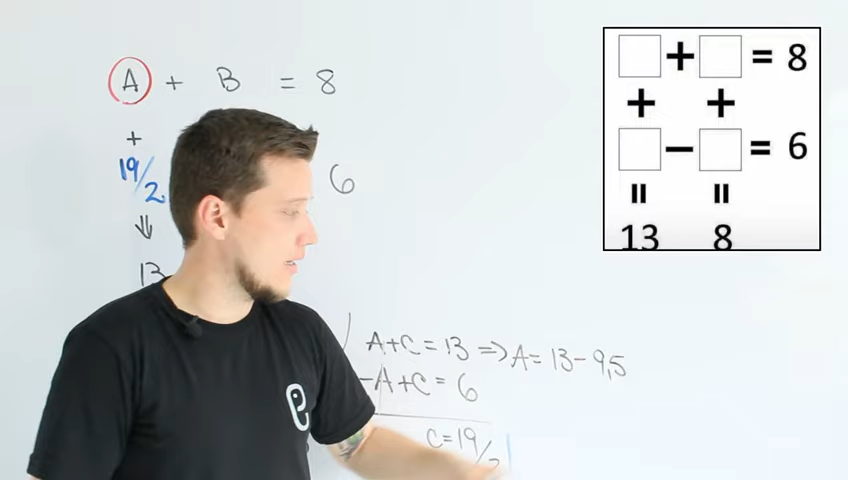 A + B = 8
+
19/2
6
⇓
13
A+C = 13 => A = 13 - 9,5
-A+C = 6
C = 19/2
e
□ + □ = 8
+ +
□ - □ = 6
= =
13 8